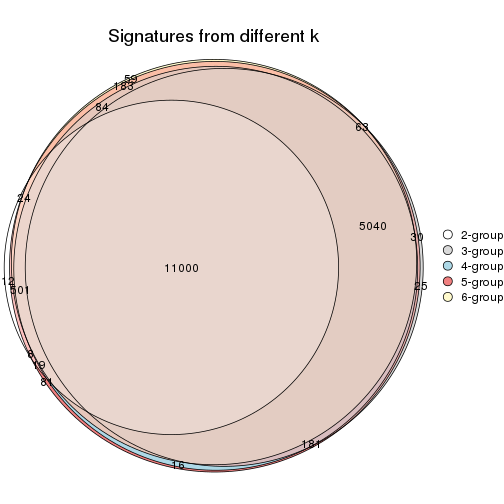 Signatures from different k
59
183
84
63
24
5040
30
11000
12
501
25
8
19
81
181
16
2-group
3-group
4-group
5-group
6-group